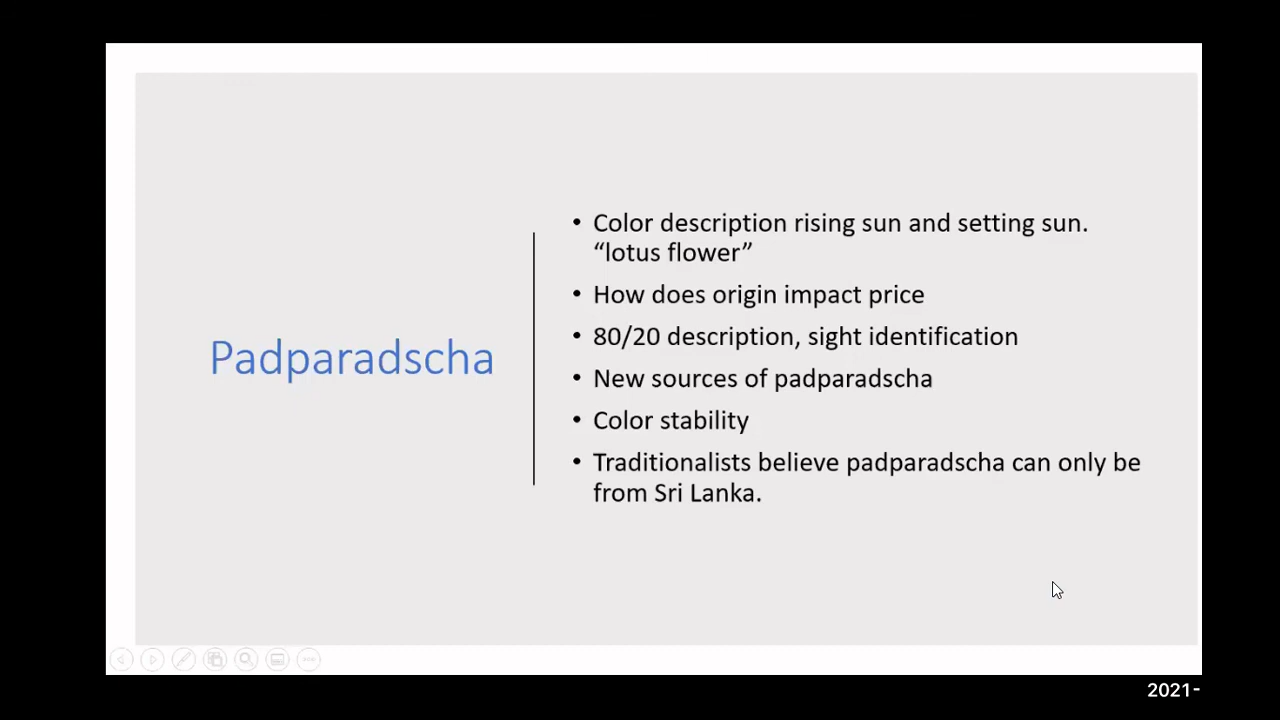 Padparadscha
• Color description rising sun and setting sun.
“lotus flower”
• How does origin impact price
• 80/20 description, sight identification
• New sources of padparadscha
• Color stability
• Traditionalists believe padparadscha can only be
from Sri Lanka.
2021-